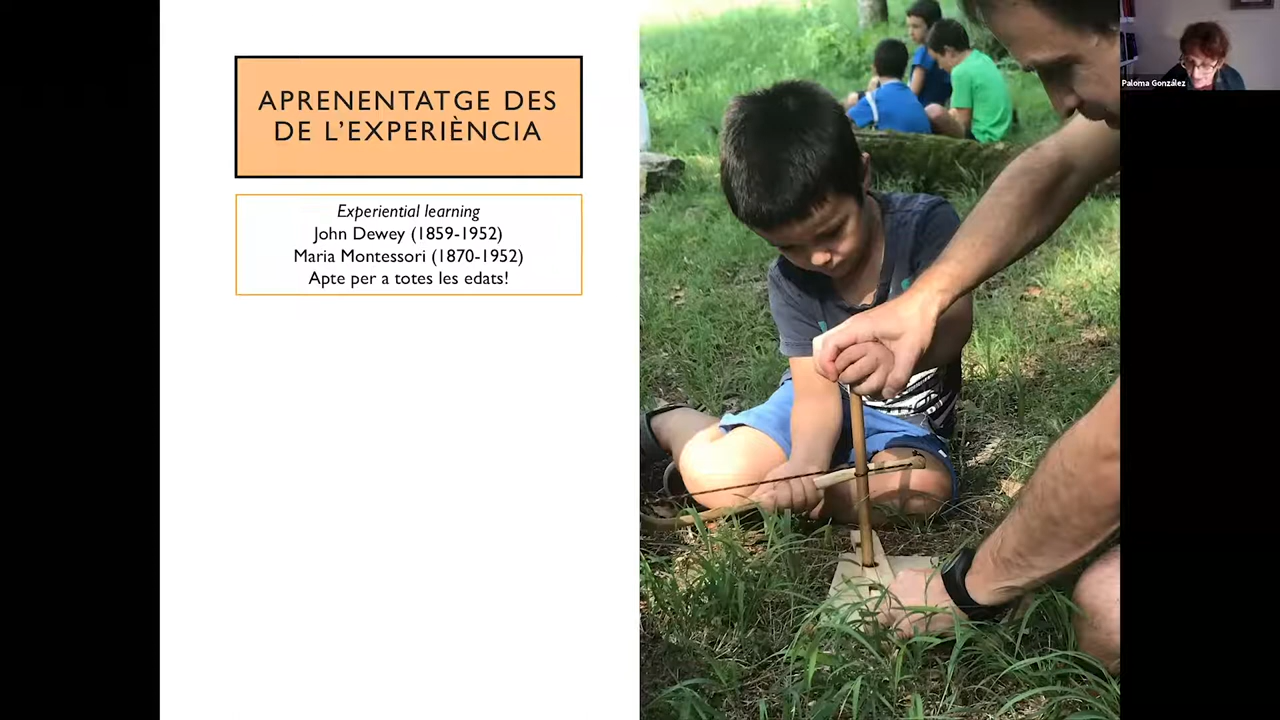 APRENENTATGE DES
DE L'EXPERIÈNCIA
Experiential learning
John Dewey (1859-1952)
Maria Montessori (1870-1952)
Apte per a totes les edats!
Paloma González